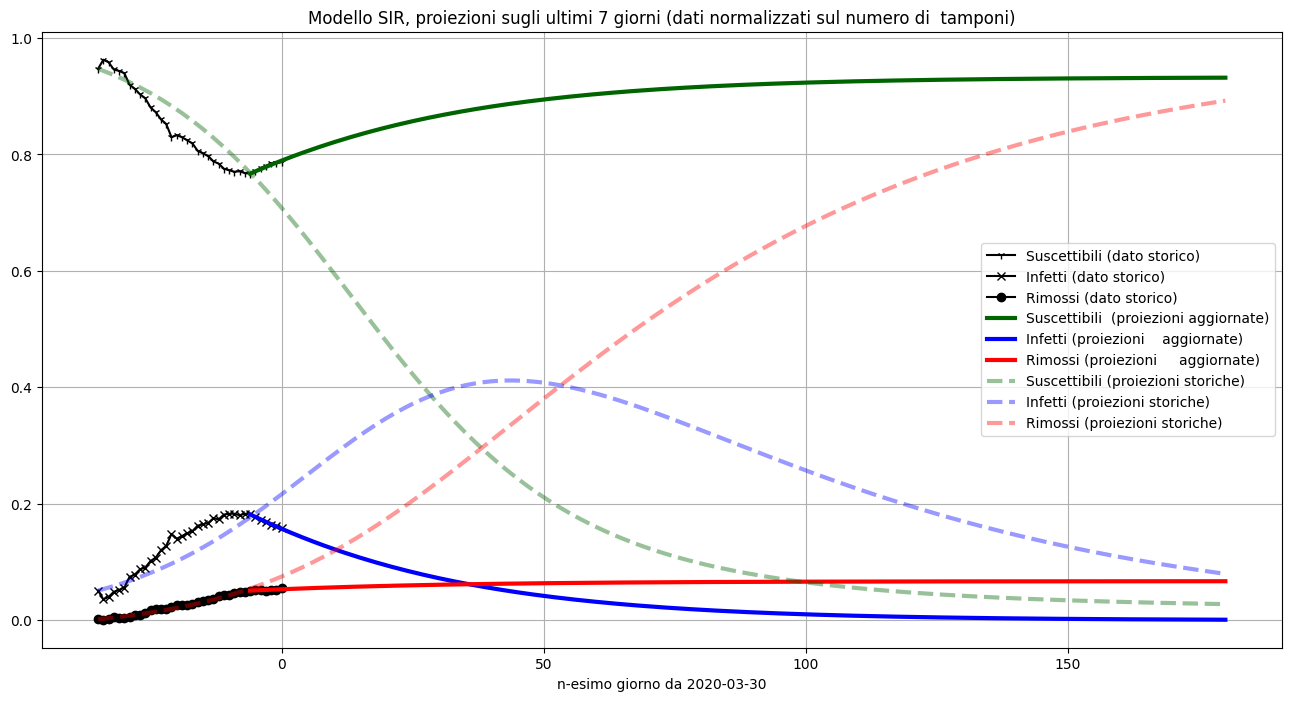 Modello SIR, proiezioni sugli ultimi 7 giorni (dati normalizzati sul numero di  tamponi)
1.0
0.8
0.6
0.4
0.2
0.0
Suscettibili (dato storico)
Infetti (dato storico)
Rimossi (dato storico)
Suscettibili  (proiezioni aggiornate)
Infetti (proiezioni    aggiornate)
Rimossi (proiezioni     aggiornate)
Suscettibili (proiezioni storiche)
Infetti (proiezioni storiche)
Rimossi (proiezioni storiche)
0 50 100 150
n-esimo giorno da 2020-03-30